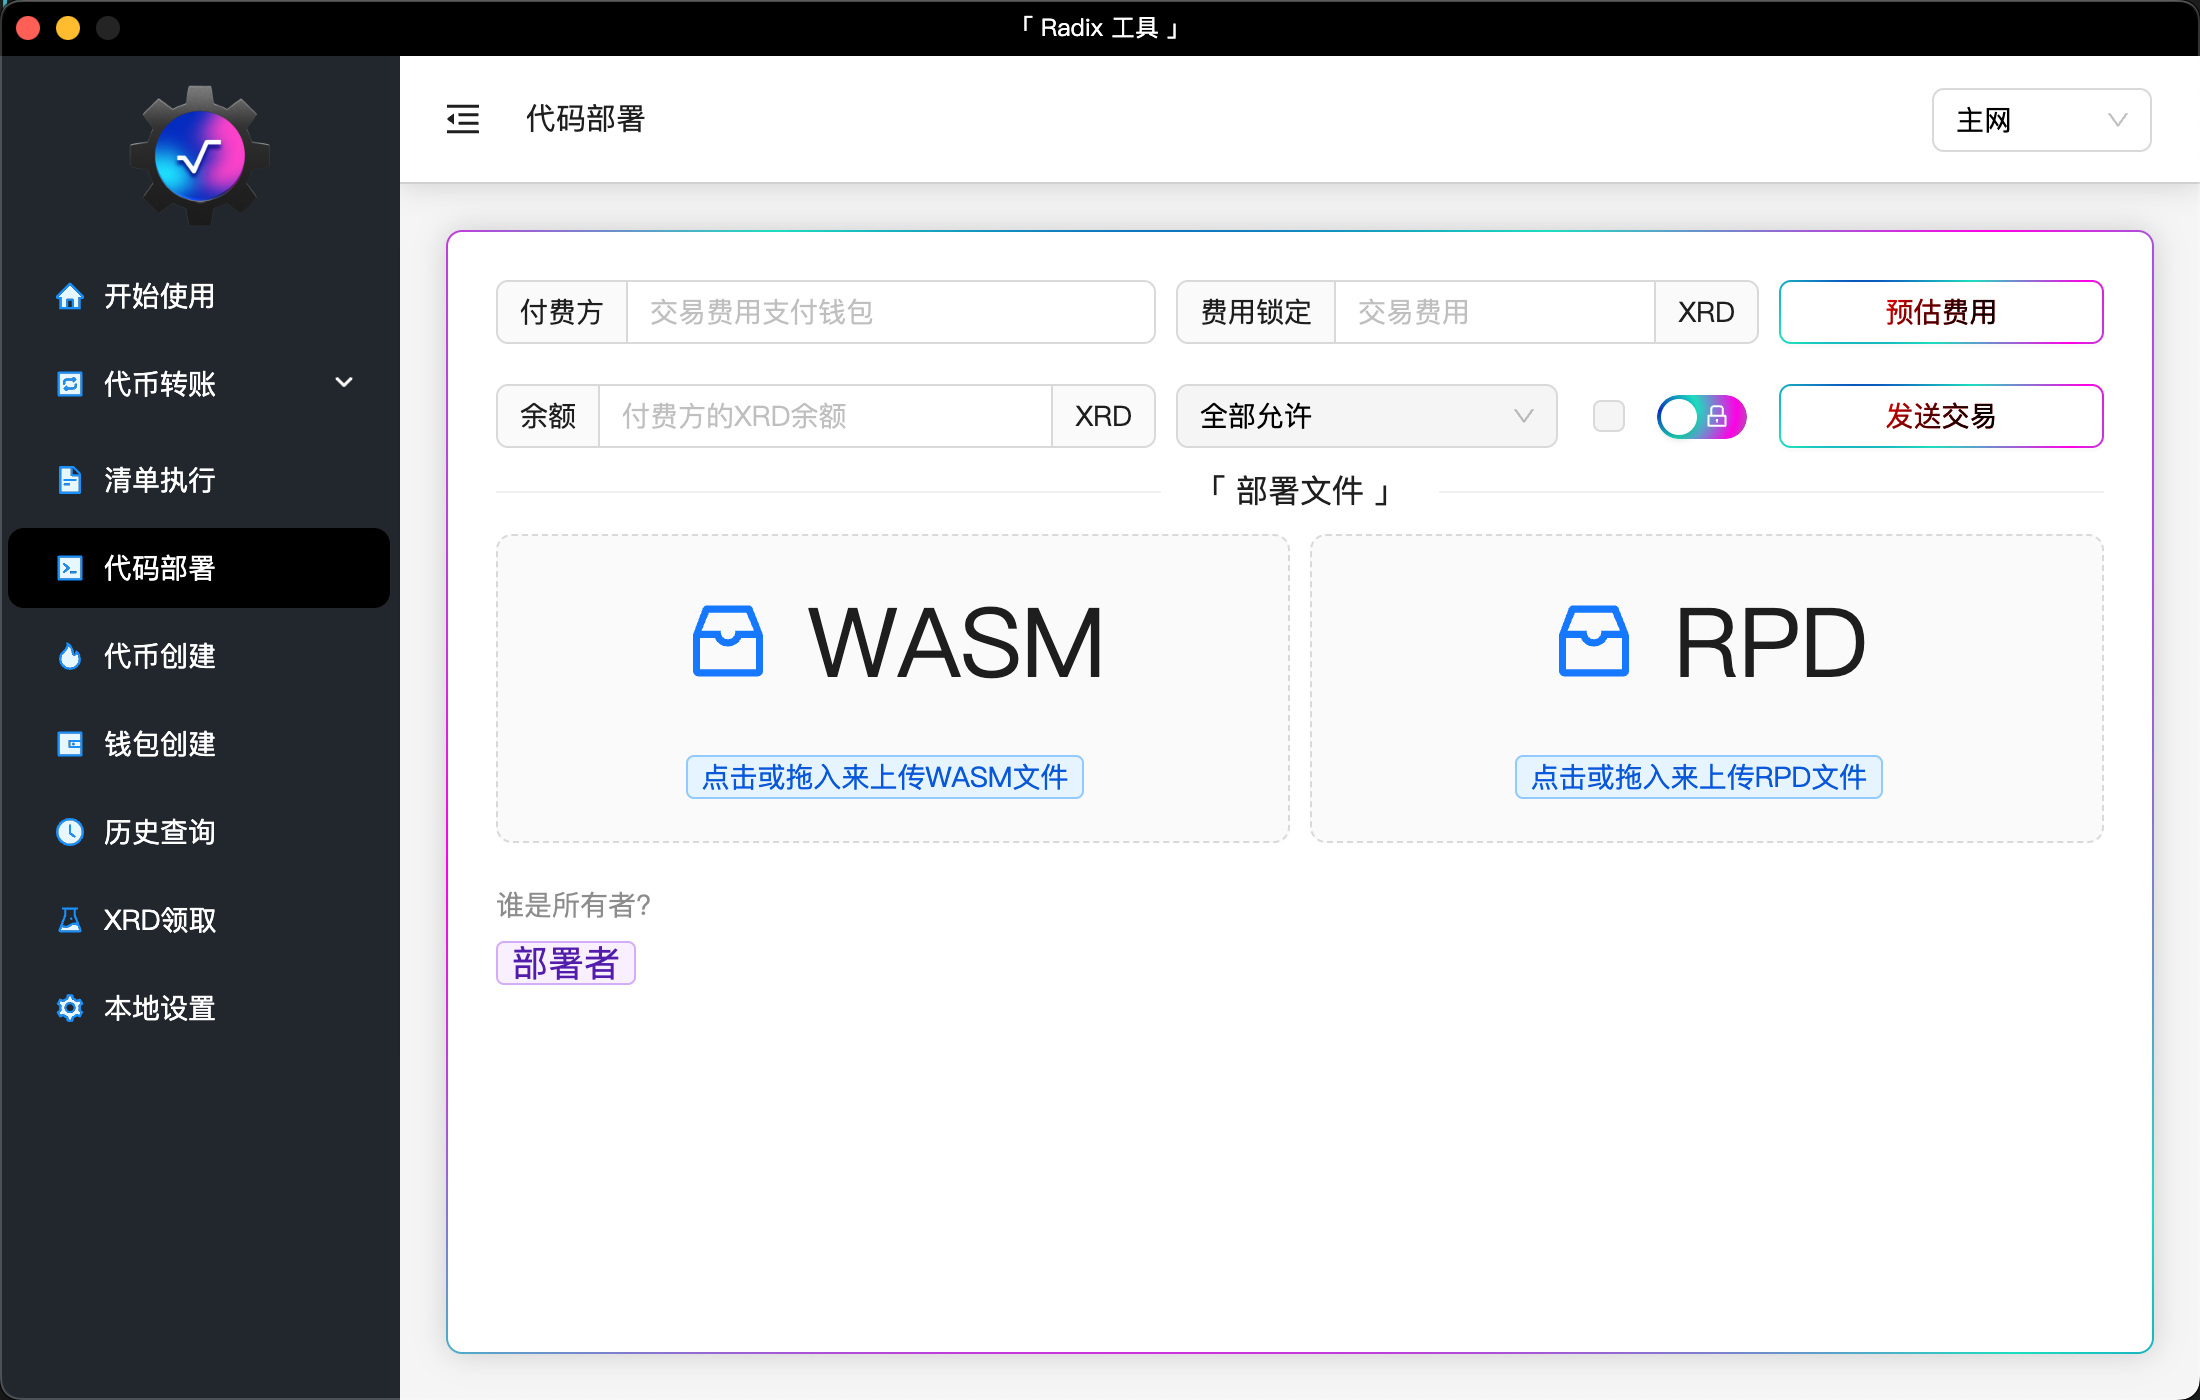 「 Radix 工具 」
代码部署
主网
开始使用
代币转账
清单执行
代码部署
代币创建
钱包创建
历史查询
XRD领取
本地设置
付费方 交易费用支付钱包 费用锁定 交易费用 XRD 预估费用
余额 付费方的XRD余额 XRD 全部允许 发送交易
「 部署文件 」
WASM
点击或拖入来上传WASM文件
RPD
点击或拖入来上传RPD文件
谁是所有者?
部署者